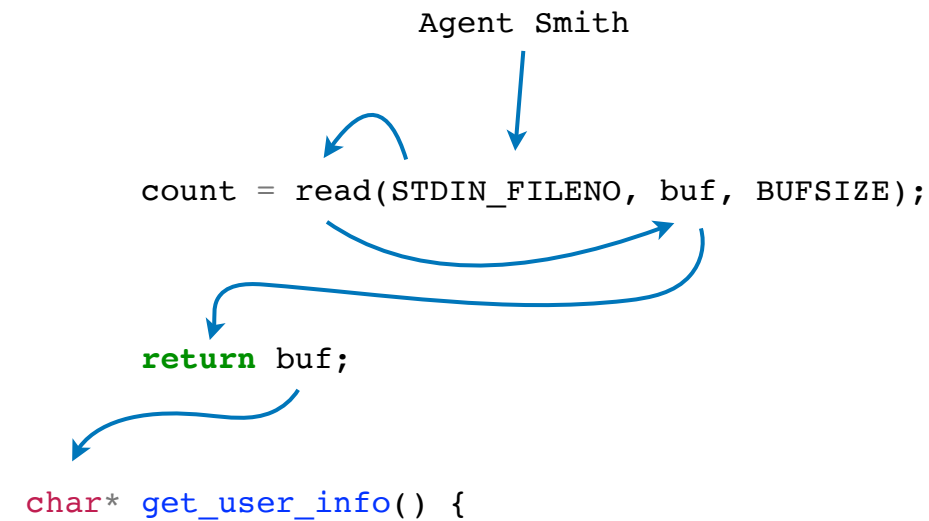 Agent Smith
count = read(STDIN_FILENO, buf, BUFSIZE);
return buf;
char* get_user_info() {